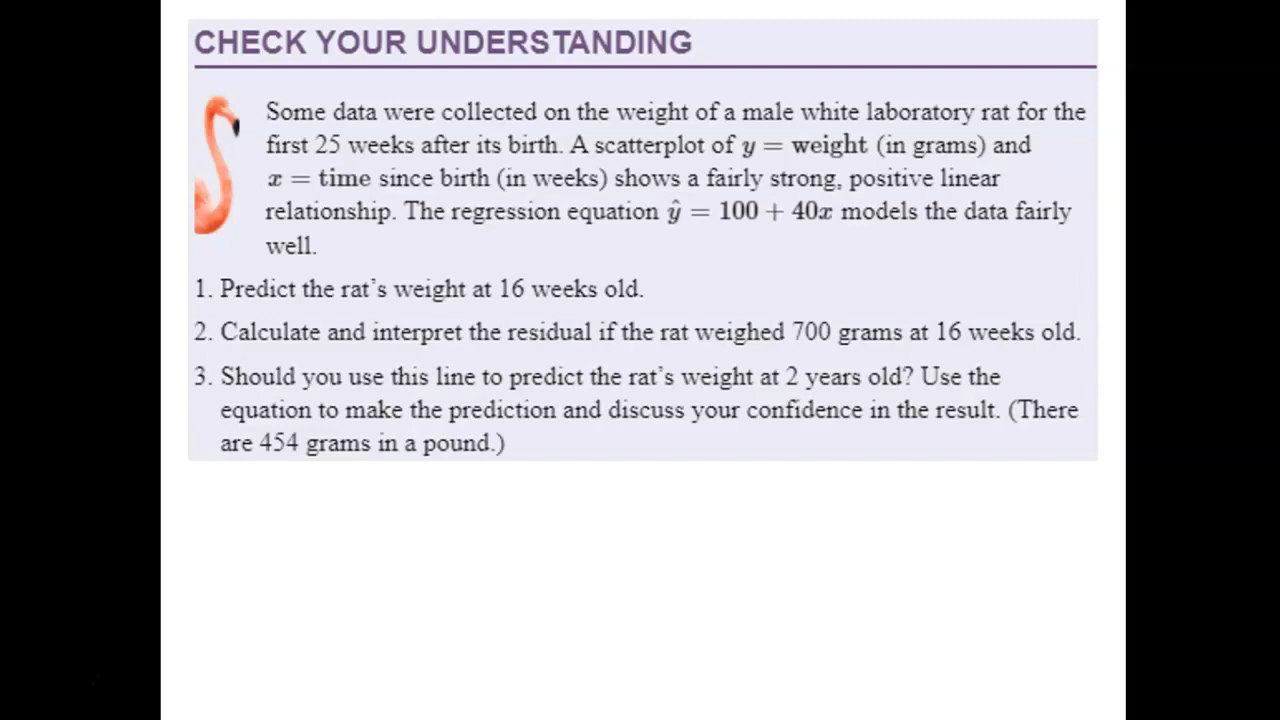 CHECK YOUR UNDERSTANDING
Some data were collected on the weight of a male white laboratory rat for the
first 25 weeks after its birth. A scatterplot of y = weight (in grams) and
x = time since birth (in weeks) shows a fairly strong, positive linear
relationship. The regression equation ŷ = 100 + 40x models the data fairly
well.
1. Predict the rat's weight at 16 weeks old.
2. Calculate and interpret the residual if the rat weighed 700 grams at 16 weeks old.
3. Should you use this line to predict the rat's weight at 2 years old? Use the
equation to make the prediction and discuss your confidence in the result. (There
are 454 grams in a pound.)